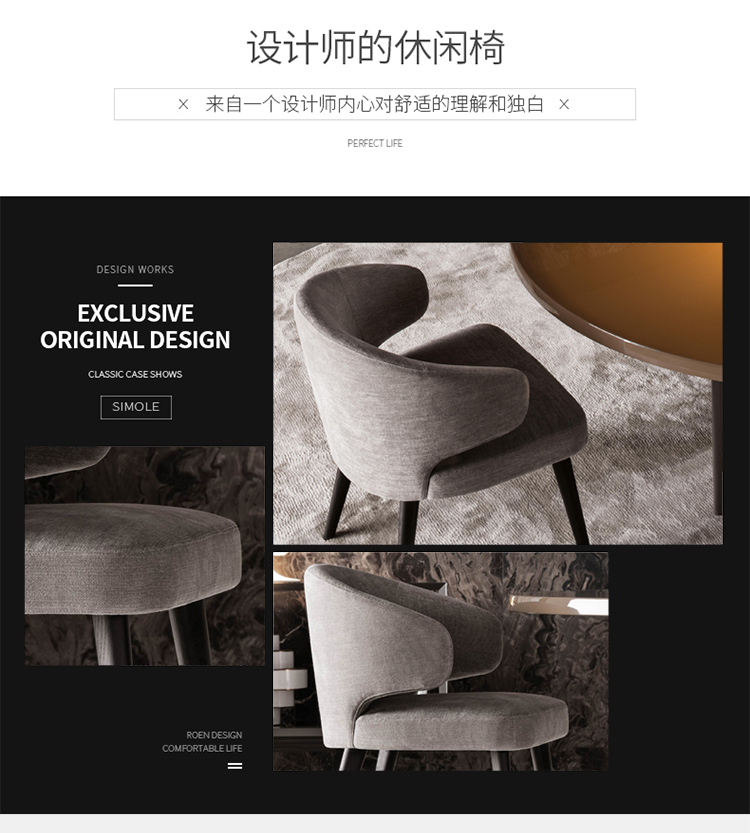 设计师的休闲椅
X 来自一个设计师内心对舒适的理解和独白 X
PERFECT LIFE
DESIGN WORKS
EXCLUSIVE
ORIGINAL DESIGN
CLASSIC CASE SHOWS
SIMOLE
ROEN DESIGN
COMFORTABLE LIFE